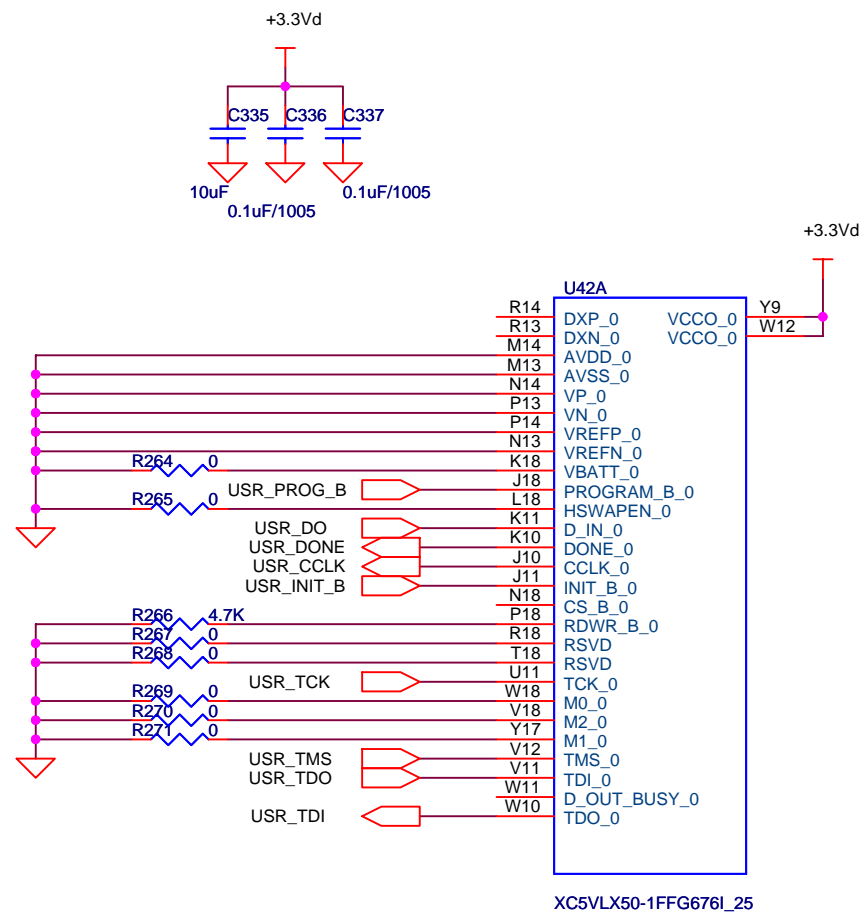 +3.3Vd
C335 C336 C337
10uF 0.1uF/1005
0.1uF/1005
+3.3Vd
U42A
R14 DXP_0 VCCO_0 Y9
R13 DXN_0 VCCO_0 W12
M14 AVDD_0
M13 AVSS_0
N14 VP_0
P13 VN_0
P14 VREFP_0
N13 VREFN_0
R264 0 K18 VBATT_0
USR_PROG_B J18 PROGRAM_B_0
R265 0 L18 HSWAPEN_0
USR_DO K11 D_IN_0
USR_DONE K10 DONE_0
USR_CCLK J10 CCLK_0
USR_INIT_B J11 INIT_B_0
N18 CS_B_0
R266 4.7K P18 RDWR_B_0
R267 0 R18 RSVD
R268 0 T18 RSVD
USR_TCK U11 TCK_0
R269 0 W18 M0_0
R270 0 V18 M2_0
R271 0 Y17 M1_0
USR_TMS V12 TMS_0
USR_TDO V11 TDI_0
W11 D_OUT_BUSY_0
USR_TDI W10 TDO_0
XC5VLX50-1FFG676I_25